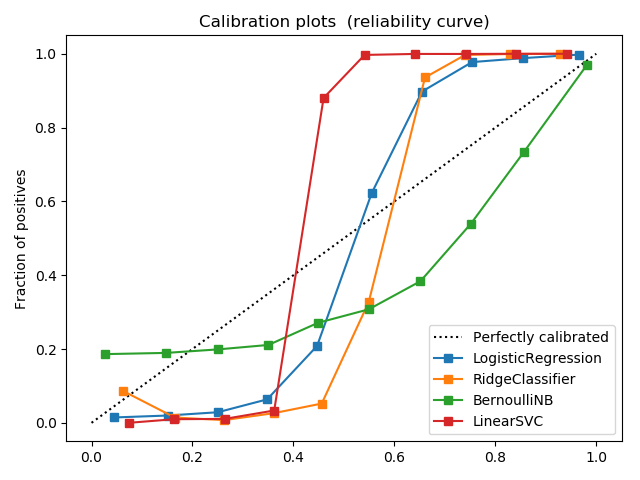 Calibration plots  (reliability curve)
1.0
0.8
0.6
0.4
0.2
0.0
Fraction of positives
Perfectly calibrated
LogisticRegression
RidgeClassifier
BernoulliNB
LinearSVC
0.0 0.2 0.4 0.6 0.8 1.0